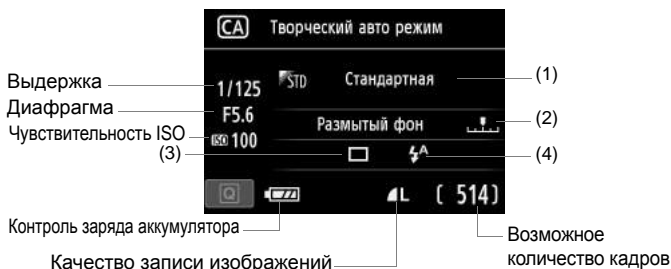 CA Творческий авто режим
Выдержка 1/125 STD Стандартная (1)
Диафрагма F5.6 Размытый фон (2)
Чувствительность ISO ISO 100
(3) (4)
Q L [ 514]
Контроль заряда аккумулятора
Качество записи изображений
Возможное
количество кадров